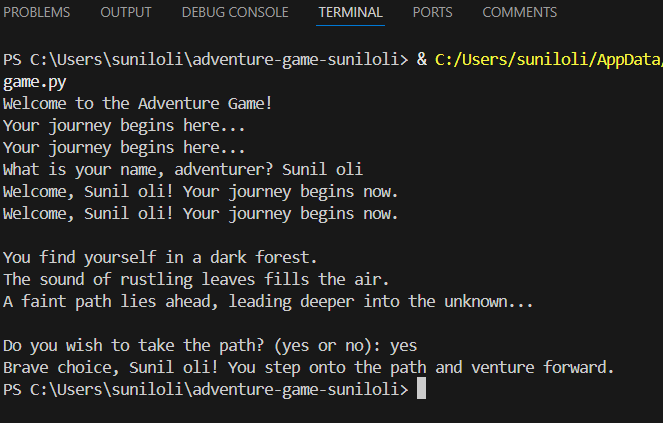 PROBLEMS OUTPUT DEBUG CONSOLE TERMINAL PORTS COMMENTS
PS C:\Users\suniloli\adventure-game-suniloli> & C:/Users/suniloli/AppData/
game.py
Welcome to the Adventure Game!
Your journey begins here...
Your journey begins here...
What is your name, adventurer? Sunil oli
Welcome, Sunil oli! Your journey begins now.
Welcome, Sunil oli! Your journey begins now.
You find yourself in a dark forest.
The sound of rustling leaves fills the air.
A faint path lies ahead, leading deeper into the unknown...
Do you wish to take the path? (yes or no): yes
Brave choice, Sunil oli! You step onto the path and venture forward.
PS C:\Users\suniloli\adventure-game-suniloli>